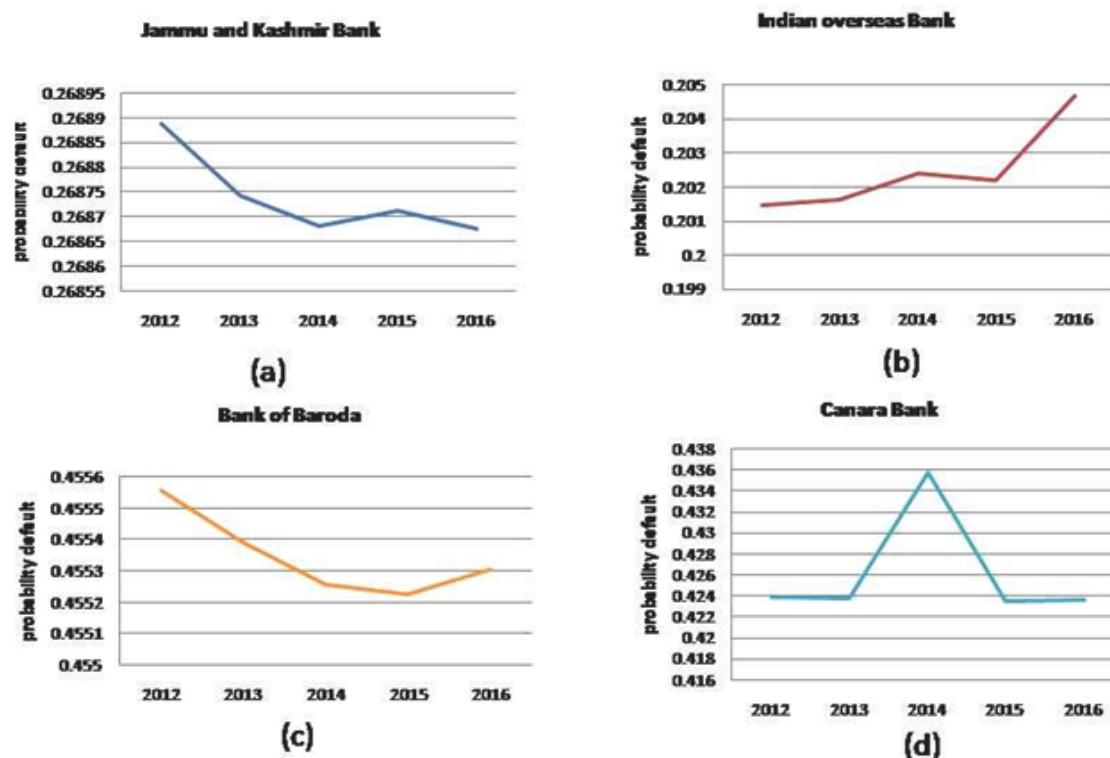 Jammu and Kashmir Bank
probability default
0.26895
0.2689
0.26885
0.2688
0.26875
0.2687
0.26865
0.2686
0.26855
2012 2013 2014 2015 2016
(a)
Indian overseas Bank
probability default
0.205
0.204
0.203
0.202
0.201
0.2
0.199
2012 2013 2014 2015 2016
(b)
Bank of Baroda
probability default
0.4556
0.4555
0.4554
0.4553
0.4552
0.4551
0.455
2012 2013 2014 2015 2016
(c)
Canara Bank
probability default
0.438
0.436
0.434
0.432
0.43
0.428
0.426
0.424
0.422
0.42
0.418
0.416
2012 2013 2014 2015 2016
(d)